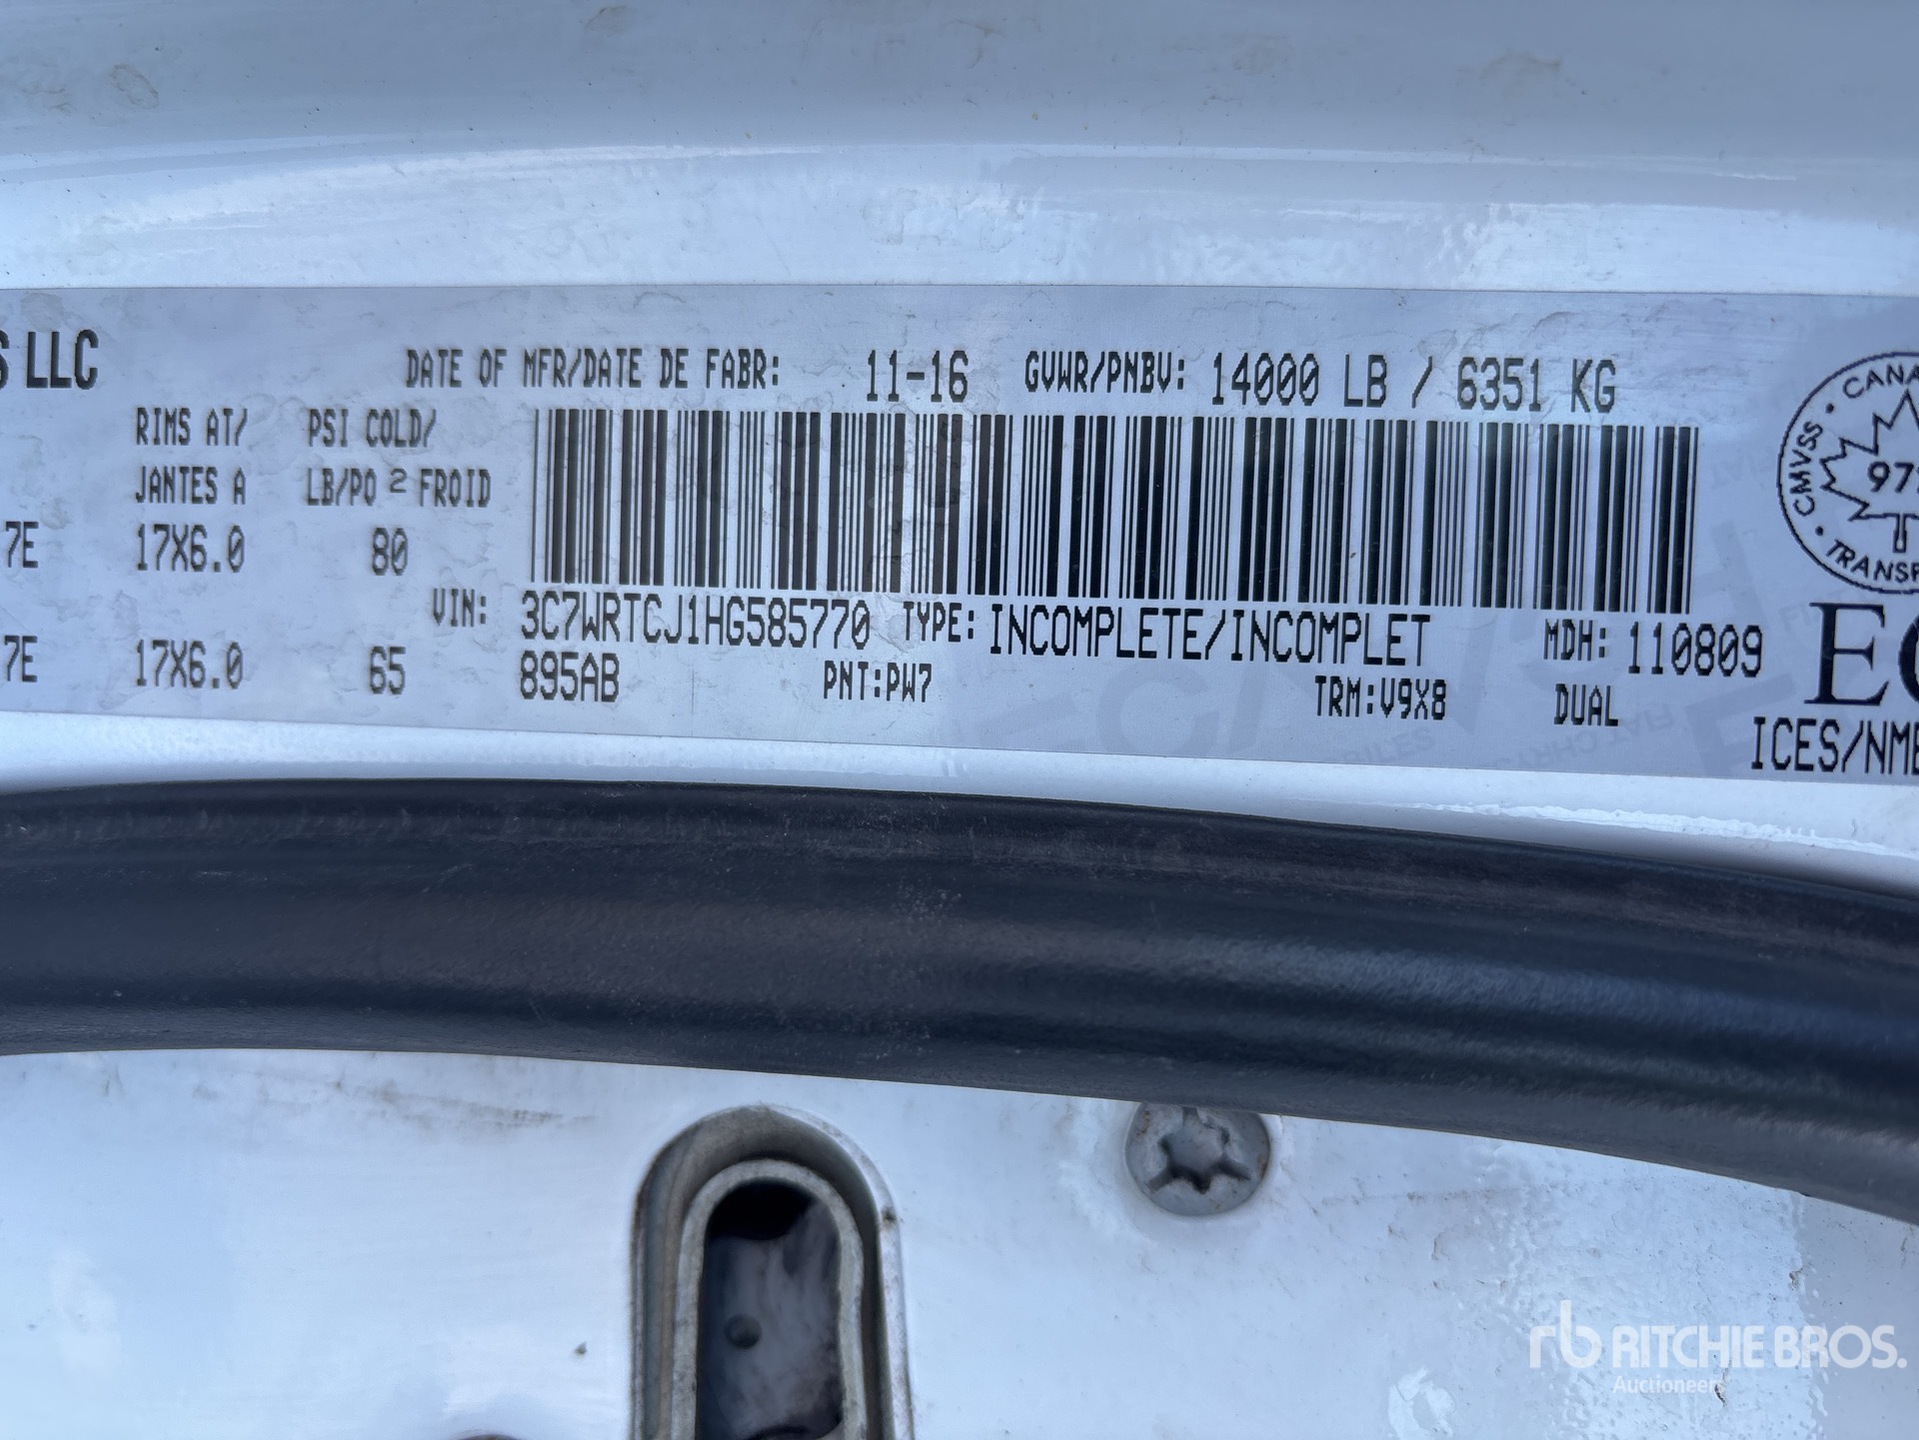 S LLC
DATE OF MFR/DATE DE FABR: 11-16 GVWR/PNBV: 14000 LB / 6351 KG
RIMS AT/ PSI COLD/
JANTES A LB/PO 2 FROID
7E 17X6.0 80
VIN: 3C7WRTCJ1HG585770 TYPE: INCOMPLETE/INCOMPLET MDH: 110809
7E 17X6.0 65 895AB PNT:PW7 TRM:V9X8 DUAL
CANA
CMVSS
97
TRANSP
ICES/NMB
RITCHIE BROS.
Auctioneers